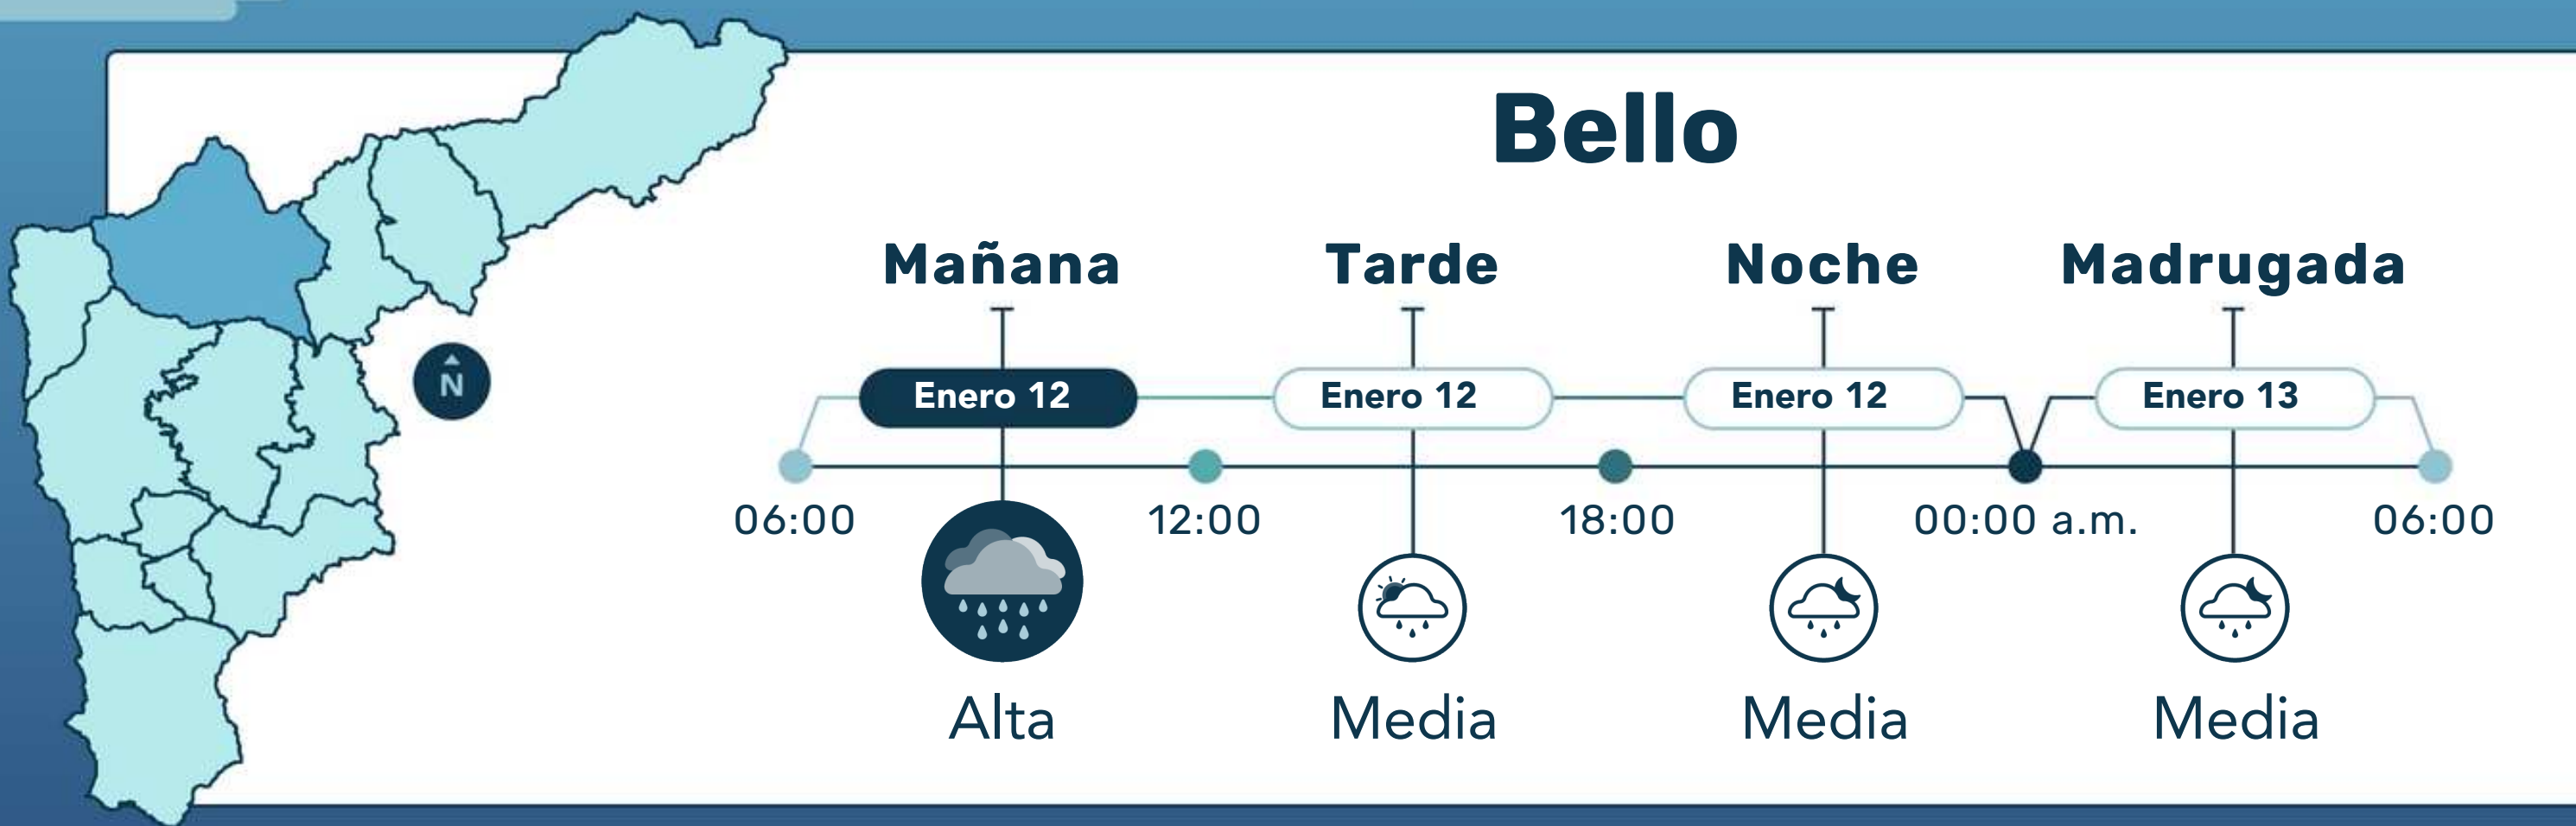 Bello
Mañana Tarde Noche Madrugada
N
Enero 12 Enero 12 Enero 12 Enero 13
06:00 12:00 18:00 00:00 a.m. 06:00
Alta Media Media Media